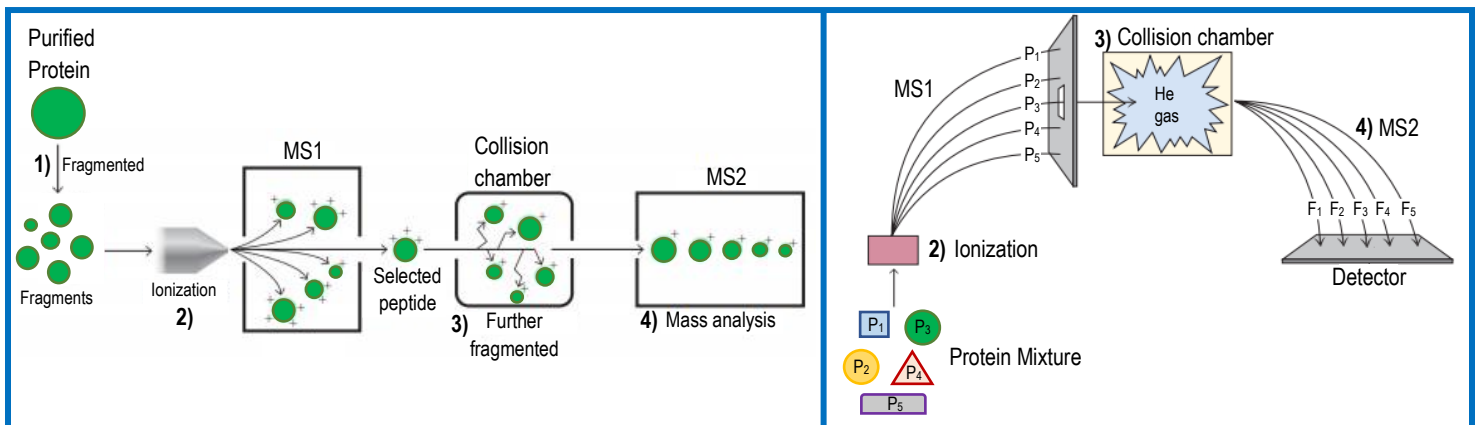 Purified
Protein
1) Fragmented
Fragments
Ionization
2)
MS1
Selected
peptide
Collision
chamber
3) Further
fragmented
MS2
4) Mass analysis
MS1
P₁
P₂
P₃
P₄
P₅
2) Ionization
P₁
P₃
P₂
P₄
P₅
Protein Mixture
3) Collision chamber
He
gas
4) MS2
F₁ F₂ F₃ F₄ F₅
Detector